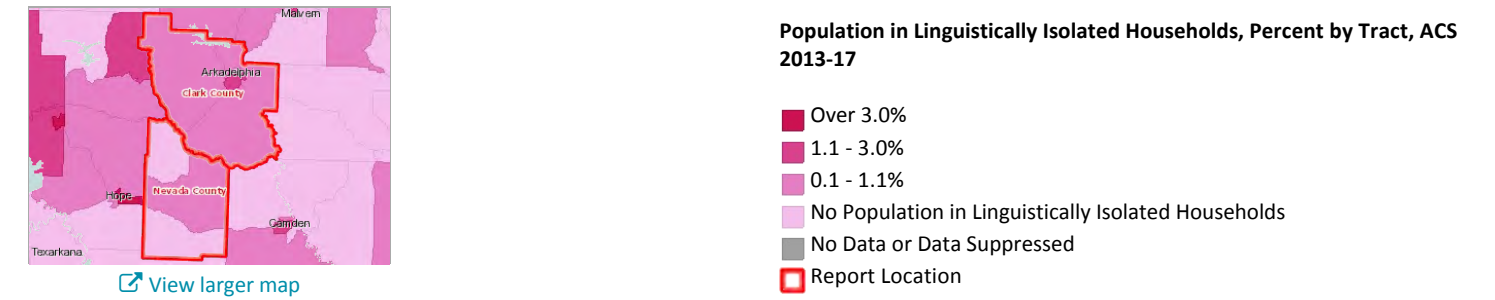 Malvern
Arkadelphia
Clark County
Hope
Nevada County
Camden
Texarkana
View larger map
Population in Linguistically Isolated Households, Percent by Tract, ACS
2013-17
Over 3.0%
1.1 - 3.0%
0.1 - 1.1%
No Population in Linguistically Isolated Households
No Data or Data Suppressed
Report Location